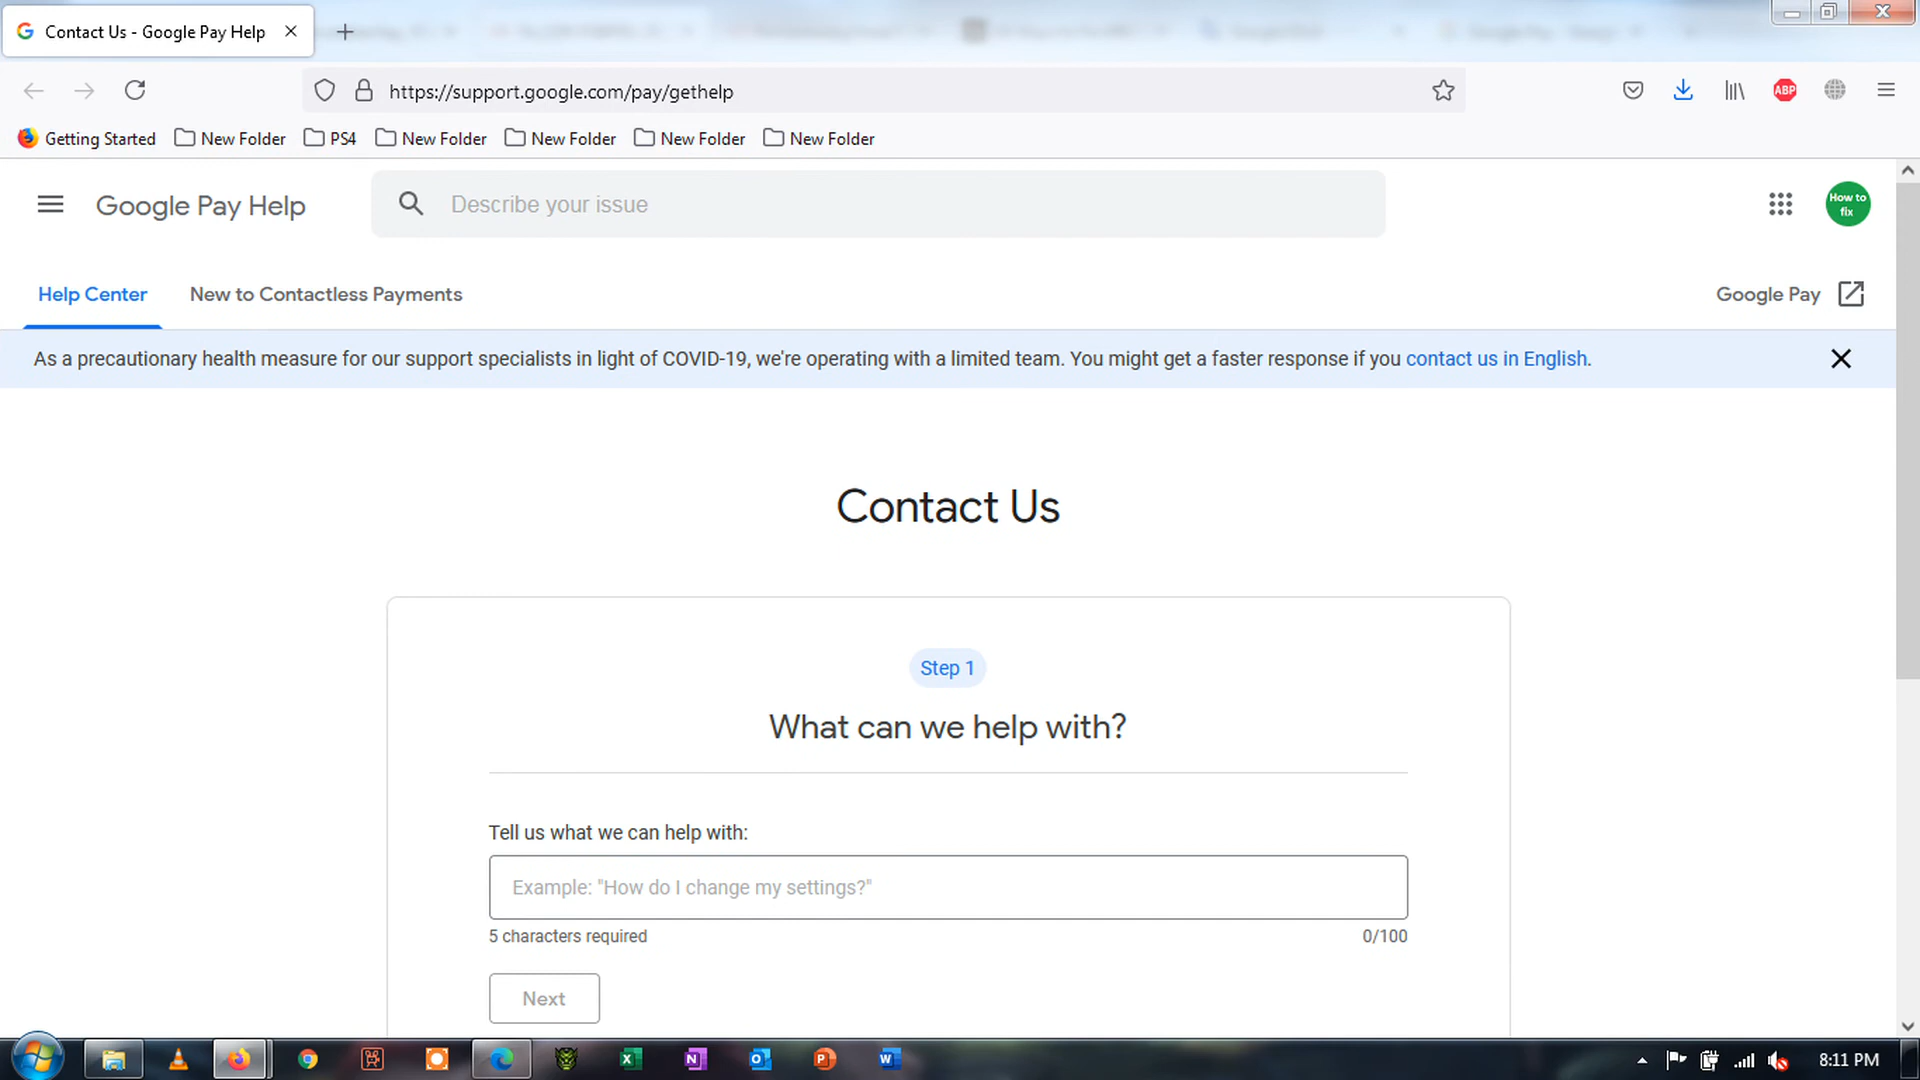 Contact Us - Google Pay Help
https://support.google.com/pay/gethelp
ABP
Getting Started
New Folder
PS4
New Folder
New Folder
New Folder
New Folder
Google Pay Help
Describe your issue
How to
fix
Help Center
New to Contactless Payments
Google Pay
As a precautionary health measure for our support specialists in light of COVID-19, we're operating with a limited team. You might get a faster response if you contact us in English.
Contact Us
Step 1
What can we help with?
Tell us what we can help with:
Example: "How do I change my settings?"
5 characters required
0/100
Next
8:11 PM